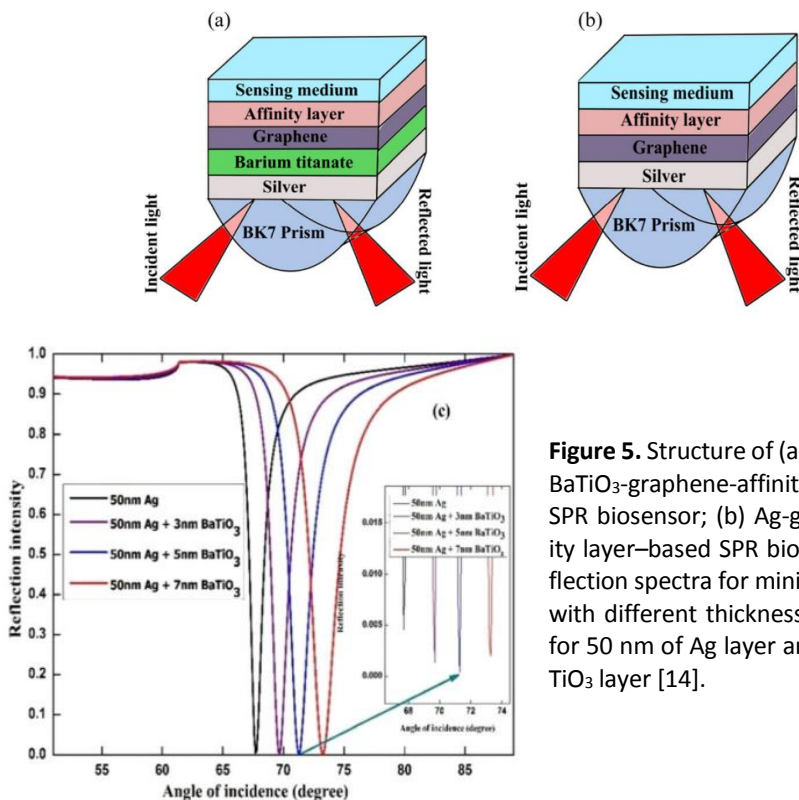 (a)
Sensing medium
Affinity layer
Graphene
Barium titanate
Silver
BK7 Prism
Incident light
Reflected light
(b)
Sensing medium
Affinity layer
Graphene
Silver
BK7 Prism
Incident light
Reflected light
(c)
Reflection intensity
1.0
0.9
0.8
0.7
0.6
0.5
0.4
0.3
0.2
0.1
0.0
50nm Ag
50nm Ag + 3nm BaTiO₃
50nm Ag + 5nm BaTiO₃
50nm Ag + 7nm BaTiO₃
55 60 65 70 75 80 85
Angle of incidence (degree)
50nm Ag
50nm Ag + 3nm BaTiO₃
50nm Ag + 5nm BaTiO₃
50nm Ag + 7nm BaTiO₃
Reflection intensity
0.015
0.010
0.005
0.000
68 70 72 74
Angle of incidence (degree)
Figure 5. Structure of (a
BaTiO₃-graphene-affinit
SPR biosensor; (b) Ag-g
ity layer–based SPR bio
flection spectra for mini
with different thickness
for 50 nm of Ag layer ar
TiO₃ layer [14].